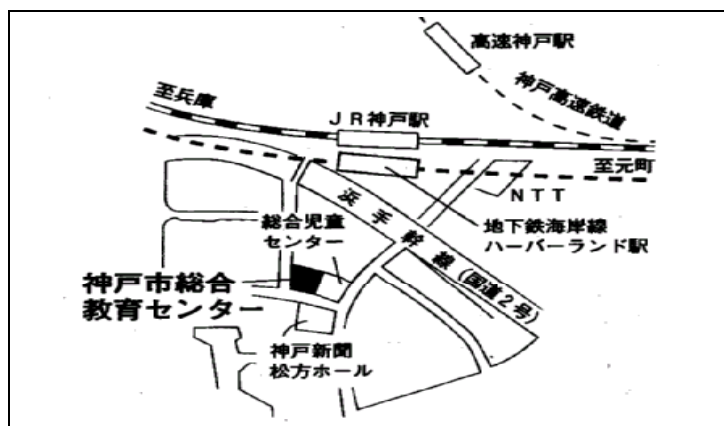 高速神戸駅
神戸高速鉄道
至兵庫
JR神戸駅
至元町
NTT
浜手幹線(国道2号)
地下鉄海岸線
ハーバーランド駅
総合児童
センター
神戸市総合
教育センター
神戸新聞
松方ホール